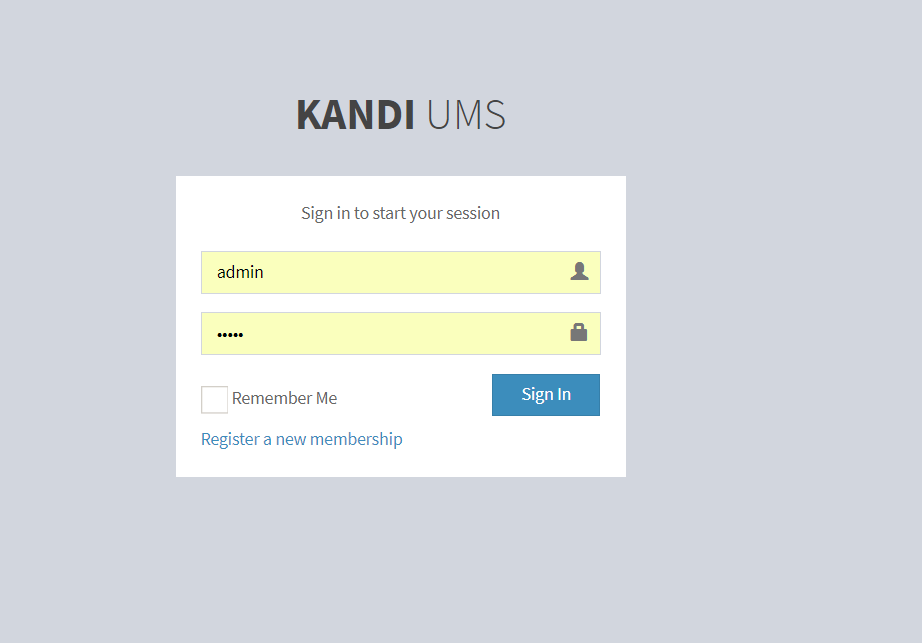 KANDI UMS
Sign in to start your session
admin
•••••
Remember Me
Sign In
Register a new membership